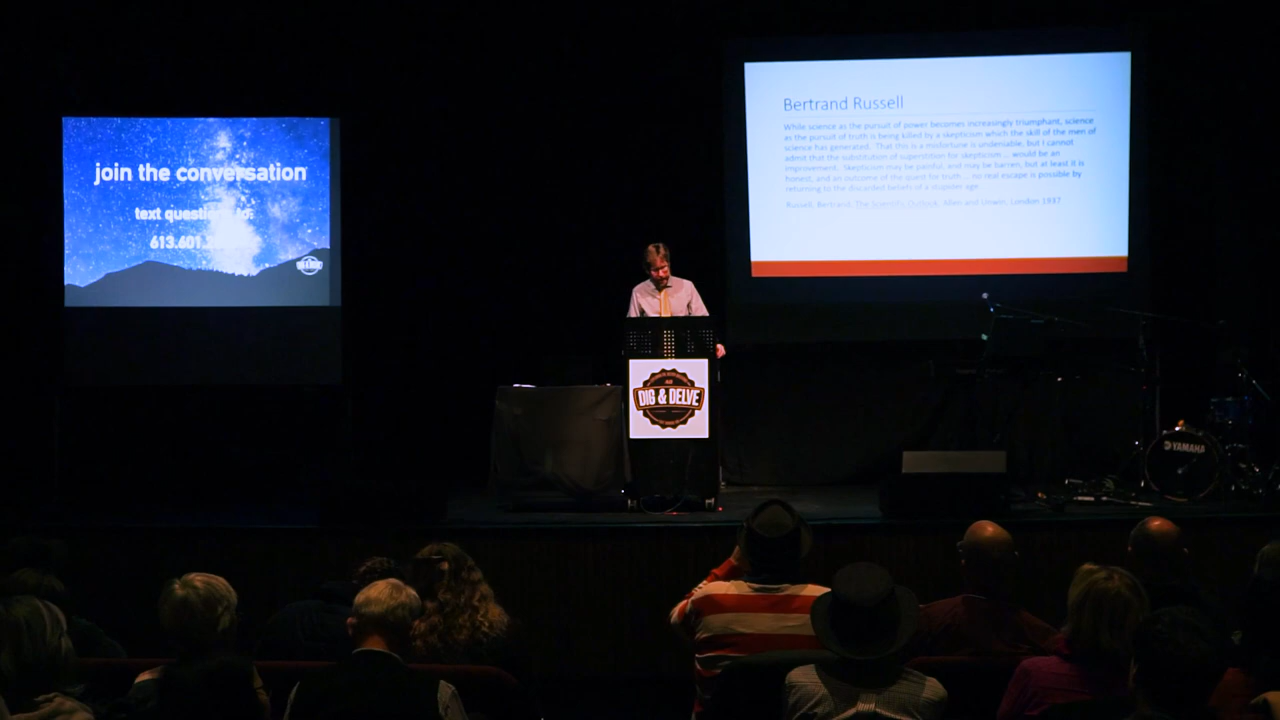 join the conversation
text questions to:
613.601.
Bertrand Russell
While science as the pursuit of power becomes increasingly triumphant, science
as the pursuit of truth is being killed by a skepticism which the skill of the men of
science has generated. That this is a misfortune is undeniable, but I cannot
admit that the substitution of superstition for skepticism ... would be an
improvement. Skepticism may be painful, and may be barren, but at least it is
honest, and an outcome of the quest for truth ... no real escape is possible by
returning to the discarded beliefs of a stupider age.
Russell, Bertrand, The Scientific Outlook, Allen and Unwin, London 1937
DIG & DELVE
YAMAHA